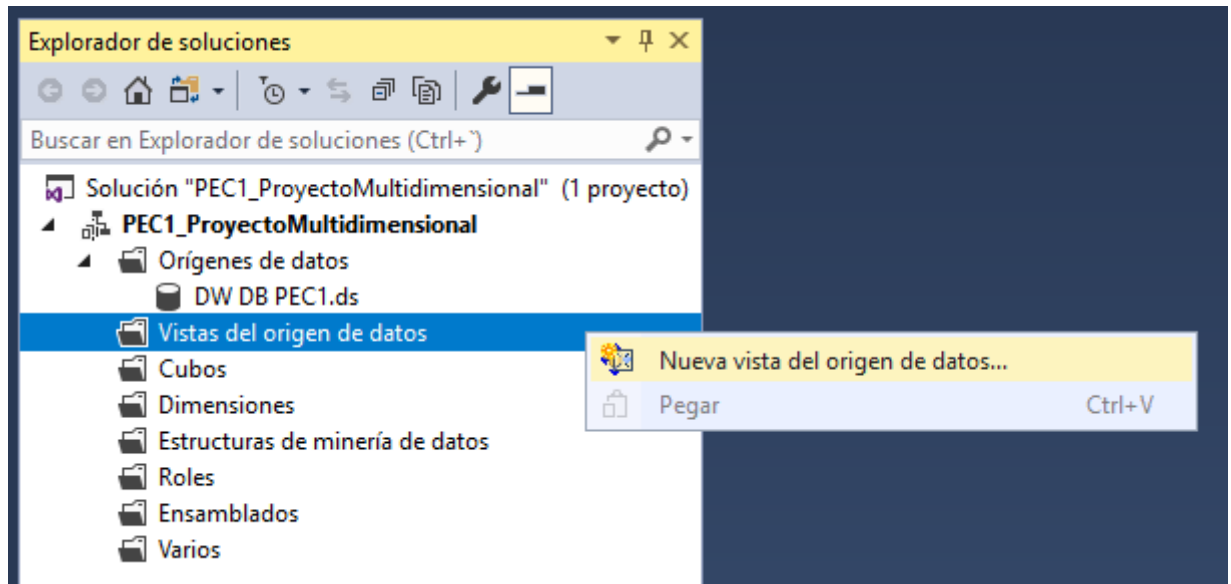 Explorador de soluciones
Buscar en Explorador de soluciones (Ctrl+`)
Solución "PEC1_ProyectoMultidimensional" (1 proyecto)
PEC1_ProyectoMultidimensional
Orígenes de datos
DW DB PEC1.ds
Vistas del origen de datos
Nueva vista del origen de datos...
Cubos
Pegar Ctrl+V
Dimensiones
Estructuras de minería de datos
Roles
Ensamblados
Varios